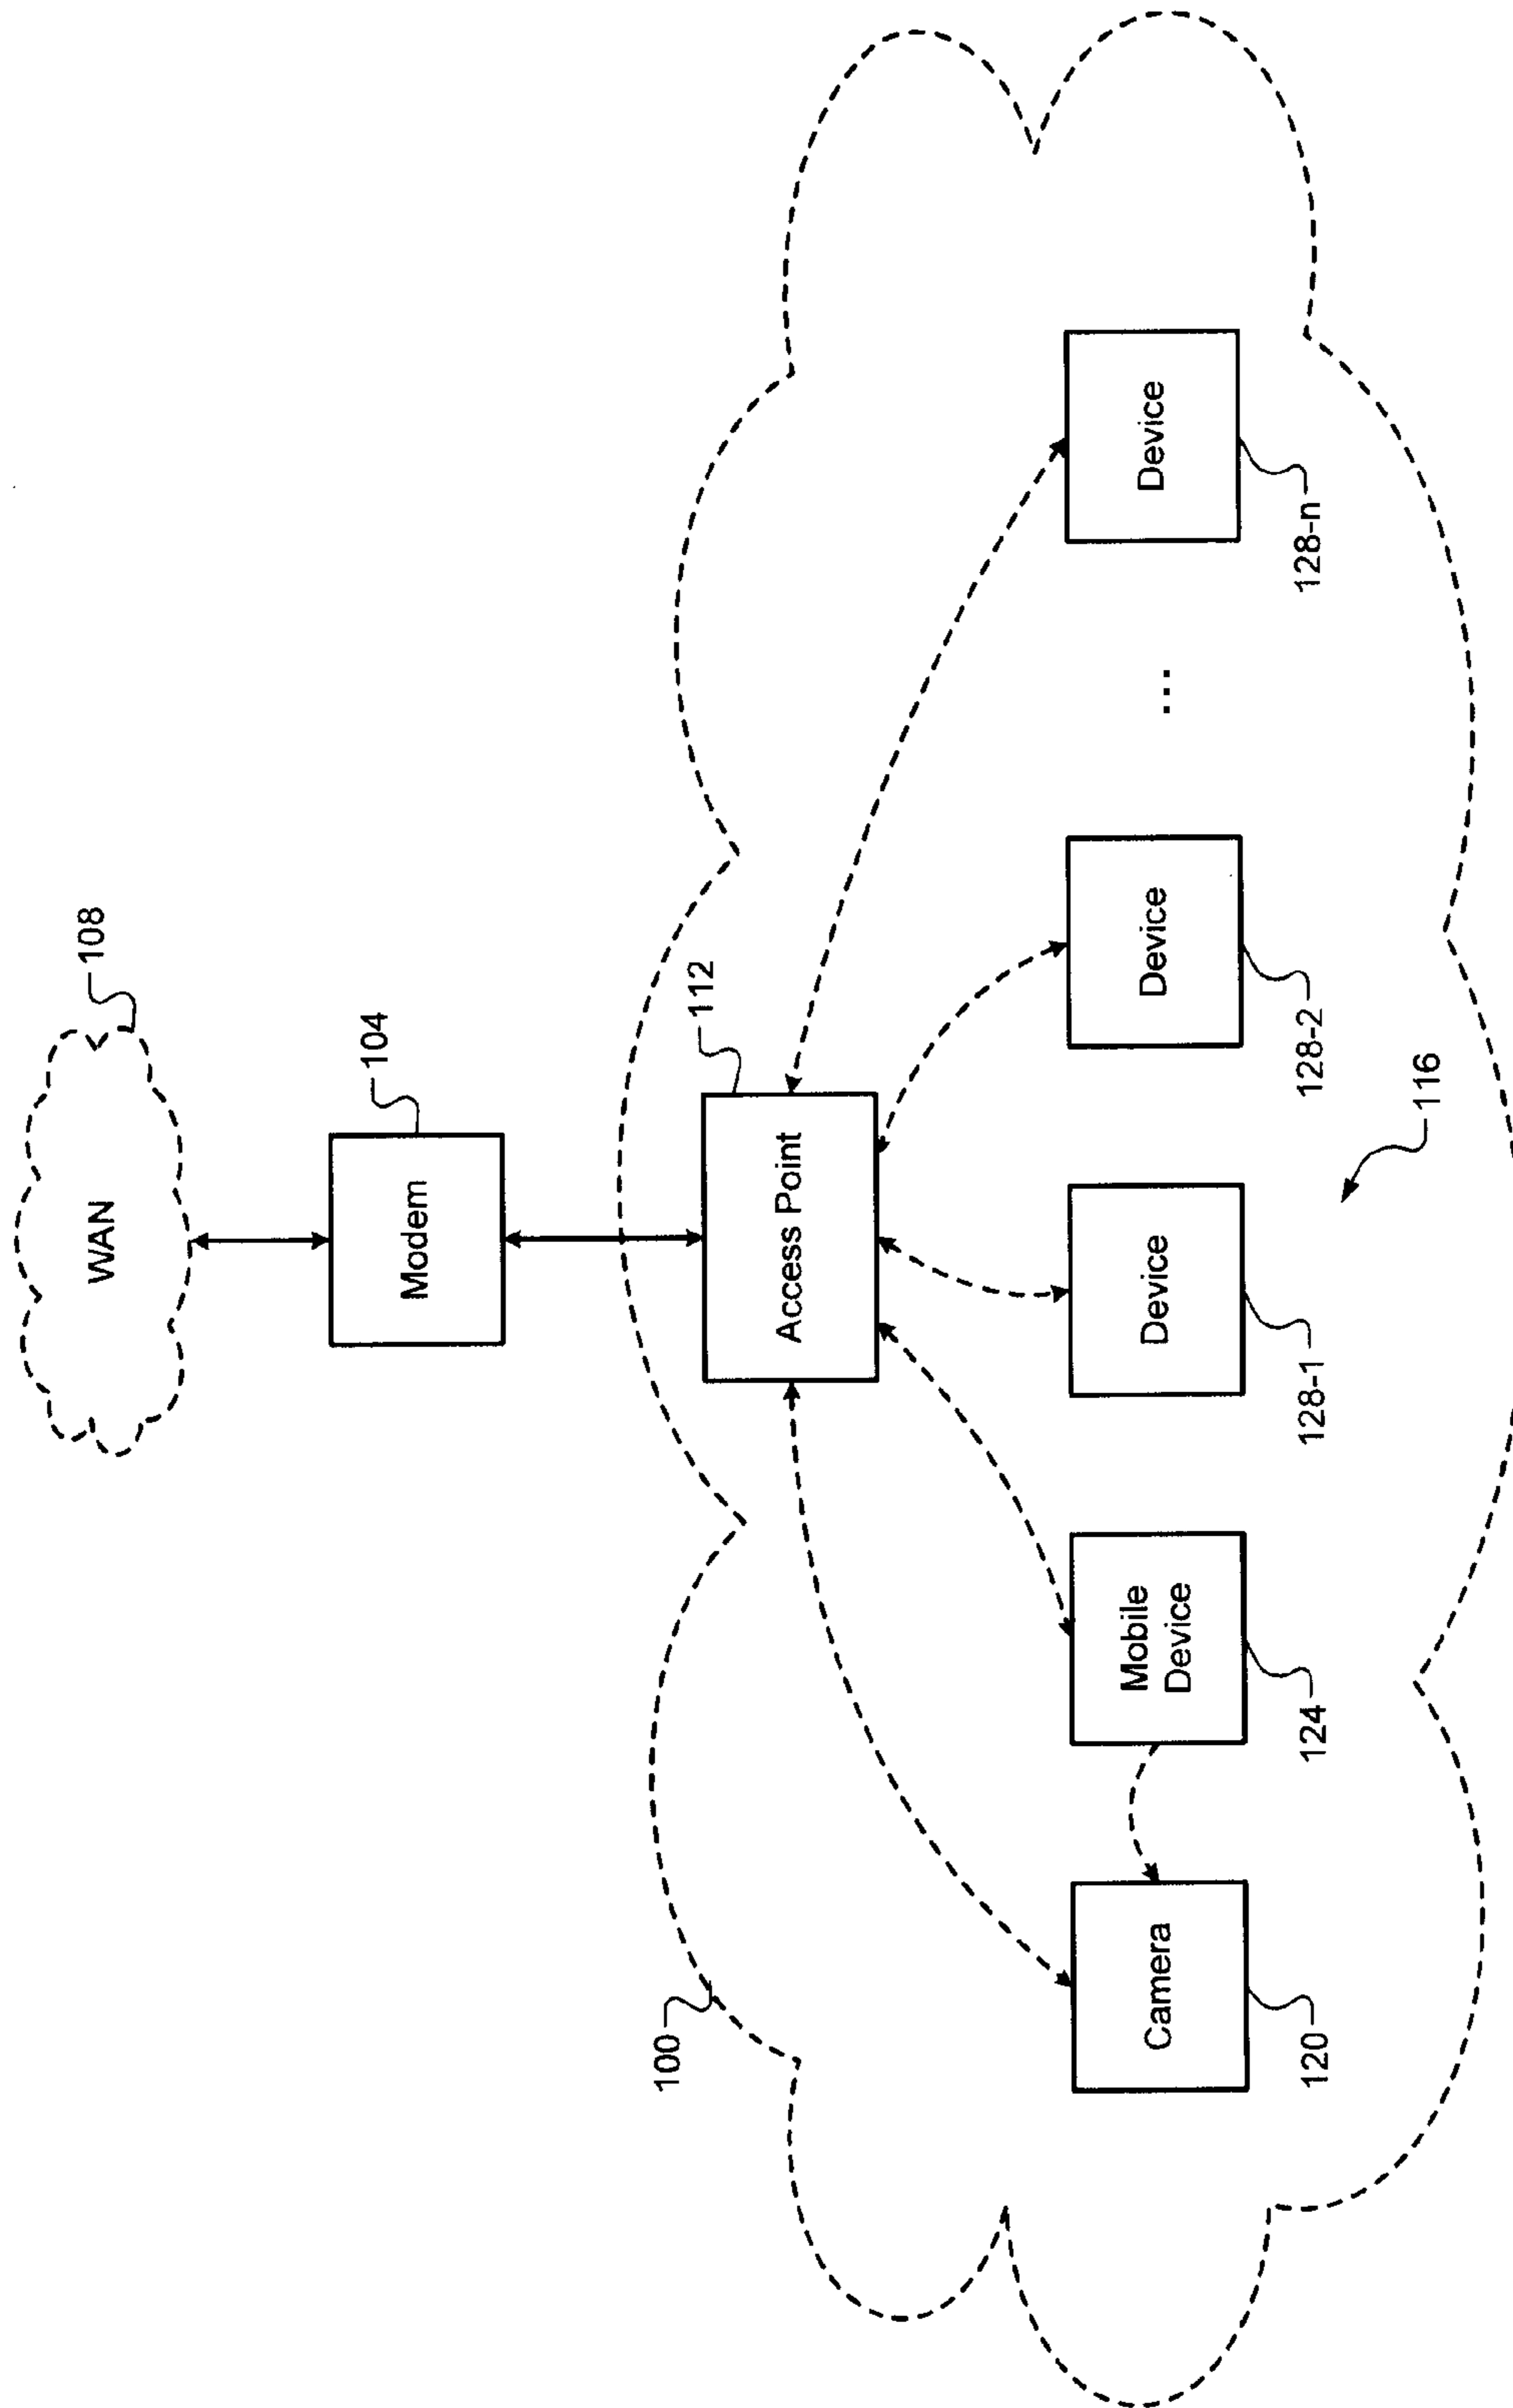 WAN
108
Modem
104
112
Access Point
100
Camera
120
Mobile
Device
124
Device
128-1
Device
128-2
...
Device
128-n
116